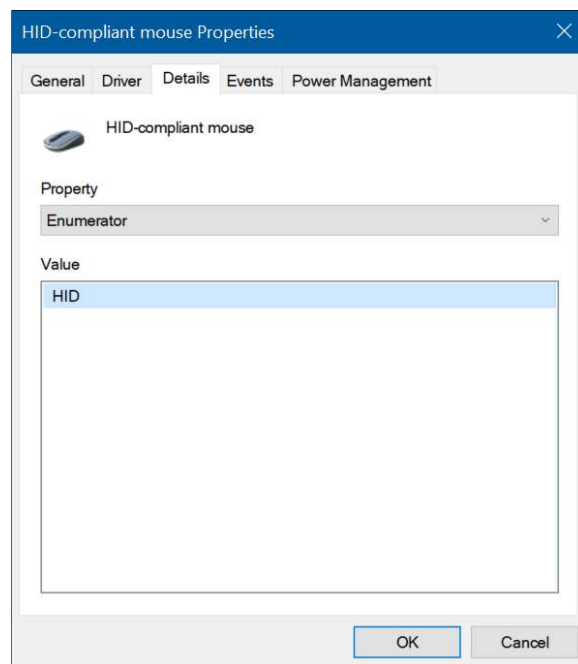 HID-compliant mouse Properties
General Driver Details Events Power Management
HID-compliant mouse
Property
Enumerator
Value
HID
OK Cancel